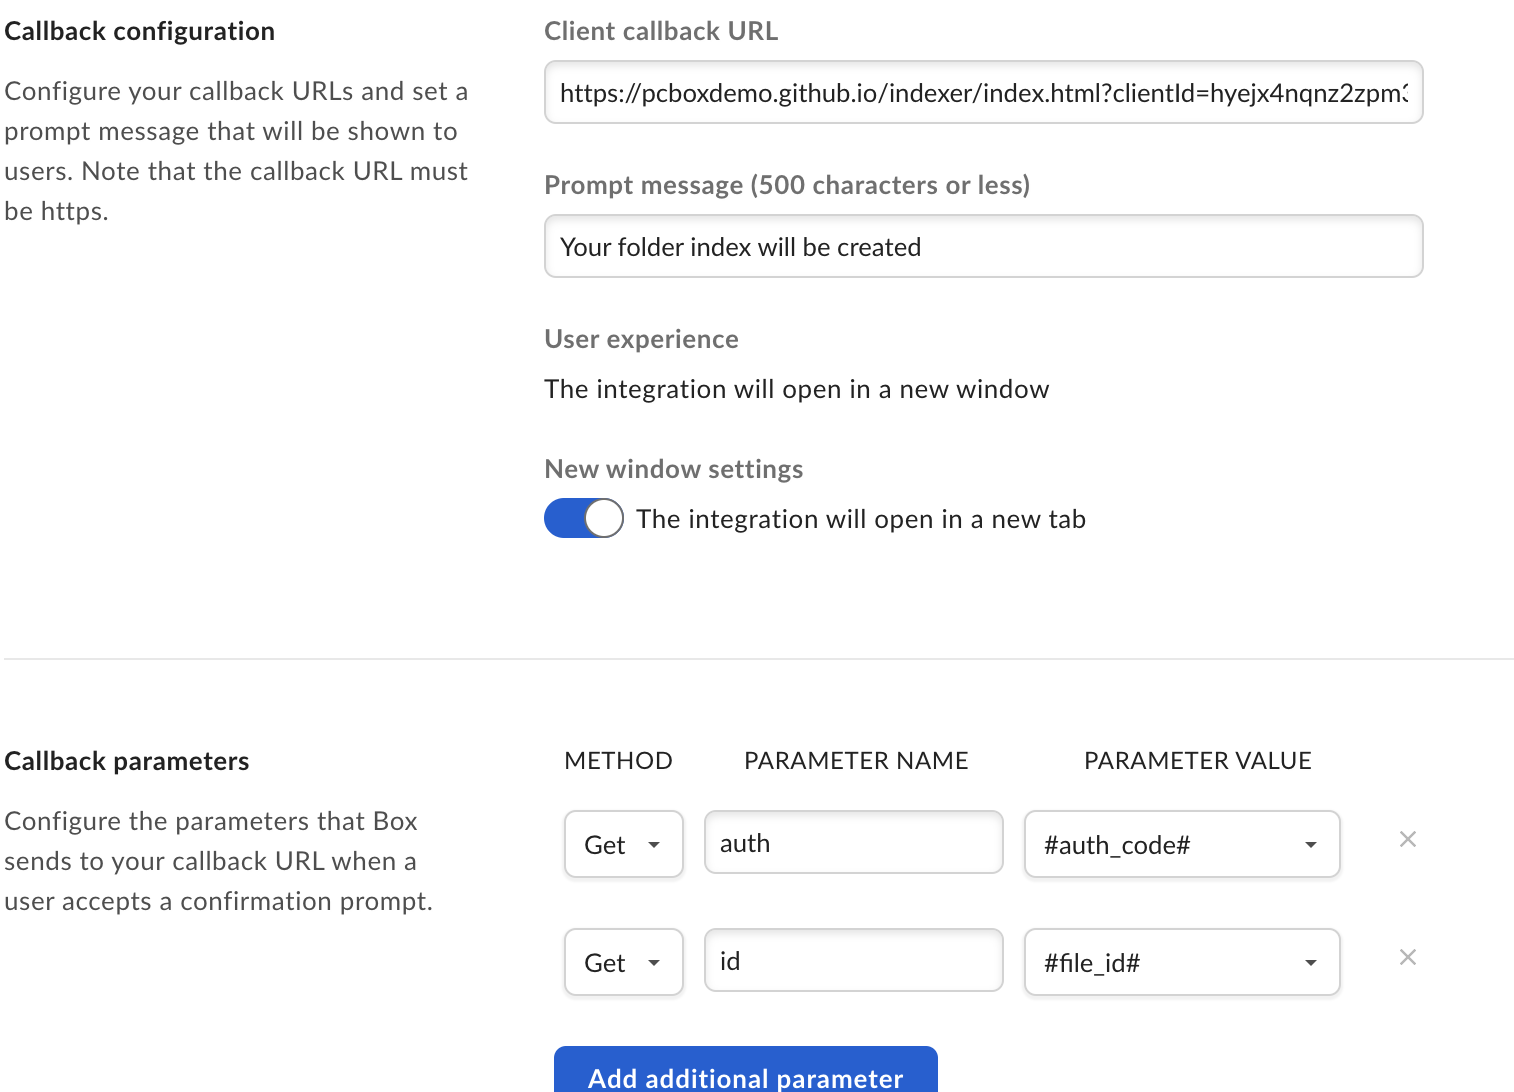 Callback configuration
Configure your callback URLs and set a
prompt message that will be shown to
users. Note that the callback URL must
be https.
Client callback URL
https://pcboxdemo.github.io/indexer/index.html?clientId=hyejx4nqnz2zpm3
Prompt message (500 characters or less)
Your folder index will be created
User experience
The integration will open in a new window
New window settings
The integration will open in a new tab
Callback parameters
Configure the parameters that Box
sends to your callback URL when a
user accepts a confirmation prompt.
METHOD PARAMETER NAME PARAMETER VALUE
Get auth #auth_code#
Get id #file_id#
Add additional parameter